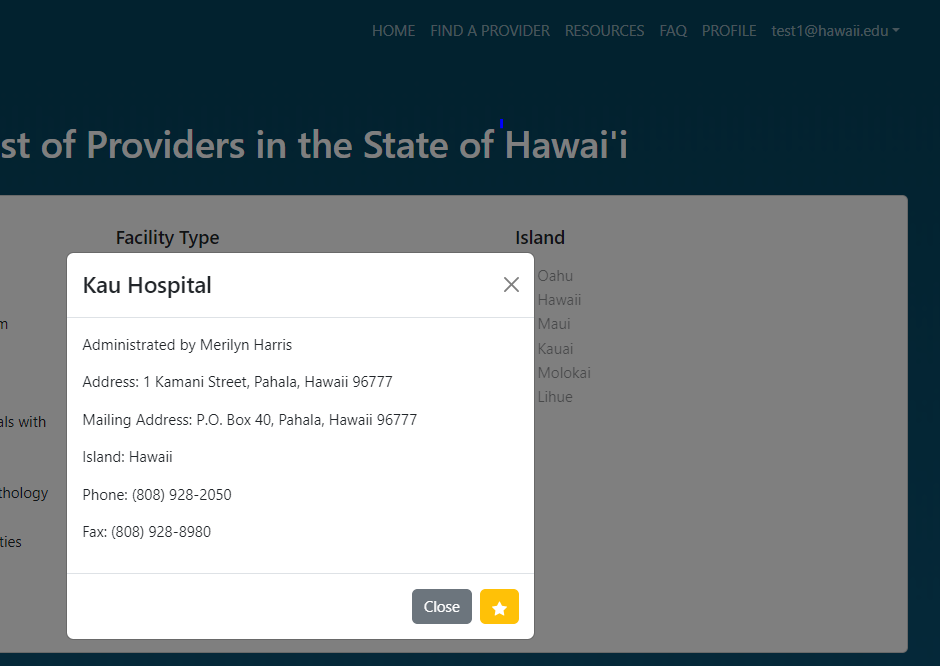 HOME FIND A PROVIDER RESOURCES FAQ PROFILE test1@hawaii.edu
st of Providers in the State of Hawai'i
Facility Type
Island
Kau Hospital
Administrated by Merilyn Harris
Address: 1 Kamani Street, Pahala, Hawaii 96777
Mailing Address: P.O. Box 40, Pahala, Hawaii 96777
Island: Hawaii
Phone: (808) 928-2050
Fax: (808) 928-8980
Close
Oahu
Hawaii
Maui
Kauai
Molokai
Lihue
m
als with
thology
ties